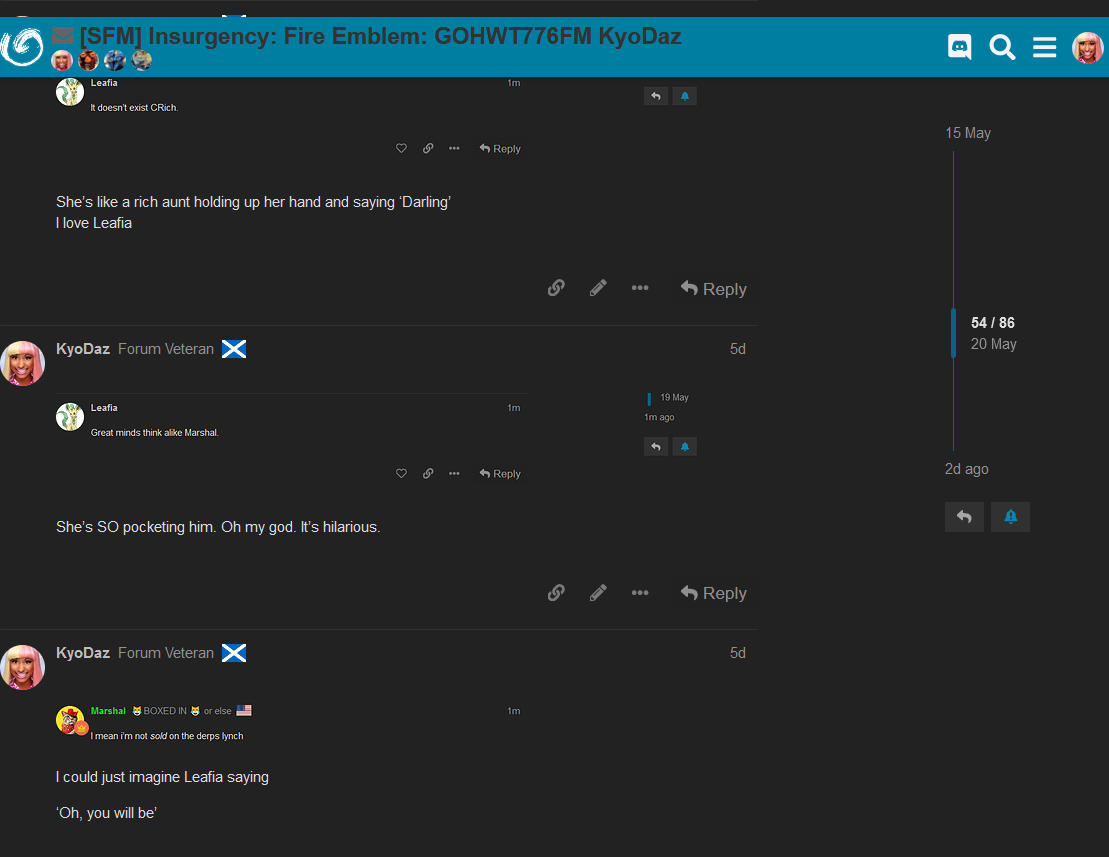 [SFM] Insurgency: Fire Emblem: GOHWT776FM KyoDaz
Leafia 1m
It doesn't exist CRich.
Reply
She's like a rich aunt holding up her hand and saying ‘Darling’
I love Leafia
Reply
15 May
54 / 86
20 May
2d ago
KyoDaz Forum Veteran 5d
Leafia 1m
Great minds think alike Marshal.
19 May
1m ago
Reply
She’s SO pocketing him. Oh my god. It’s hilarious.
Reply
KyoDaz Forum Veteran 5d
Marshal BOXED IN or else 1m
I mean i'm not sold on the derps lynch
I could just imagine Leafia saying
‘Oh, you will be’